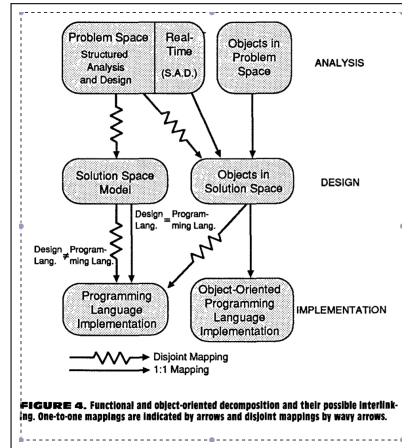 Problem Space
Structured
Analysis
and Design
Real-
Time
(S.A.D.)
Objects in
Problem
Space
ANALYSIS
Solution Space
Model
Objects in
Solution Space
DESIGN
Design = Program-
Lang. ming Lang.
Design ≠ Program-
Lang. ming Lang.
Programming
Language
Implementation
Object-Oriented
Programming
Language
Implementation
IMPLEMENTATION
Disjoint Mapping
1:1 Mapping
FIGURE 4. Functional and object-oriented decomposition and their possible interlink-
ing. One-to-one mappings are indicated by arrows and disjoint mappings by wavy arrows.